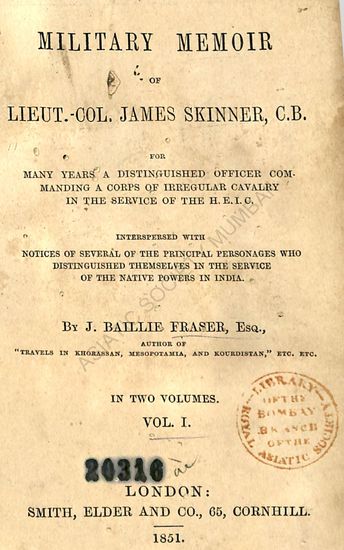 MILITARY MEMOIR
OF
LIEUT.-COL. JAMES SKINNER, C.B.
FOR
MANY YEARS A DISTINGUISHED OFFICER COM-
MANDING A CORPS OF IRREGULAR CAVALRY
IN THE SERVICE OF THE H.E.I.C.
INTERSPERSED WITH
NOTICES OF SEVERAL OF THE PRINCIPAL PERSONAGES WHO
DISTINGUISHED THEMSELVES IN THE SERVICE
OF THE NATIVE POWERS IN INDIA.
ASIATIC SOCIETY MUMBAI
BY J. BAILLIE FRASER, ESQ.,
AUTHOR OF
"TRAVELS IN KHORASSAN, MESOPOTAMIA, AND KOURDISTAN," ETC. ETC.
IN TWO VOLUMES.
VOL. I.
LIBRARY
OF THE
BOMBAY
BRANCH
OF THE
ROYAL ASIATIC SOCIETY
20316
LONDON:
SMITH, ELDER AND CO., 65, CORNHILL.
1851.